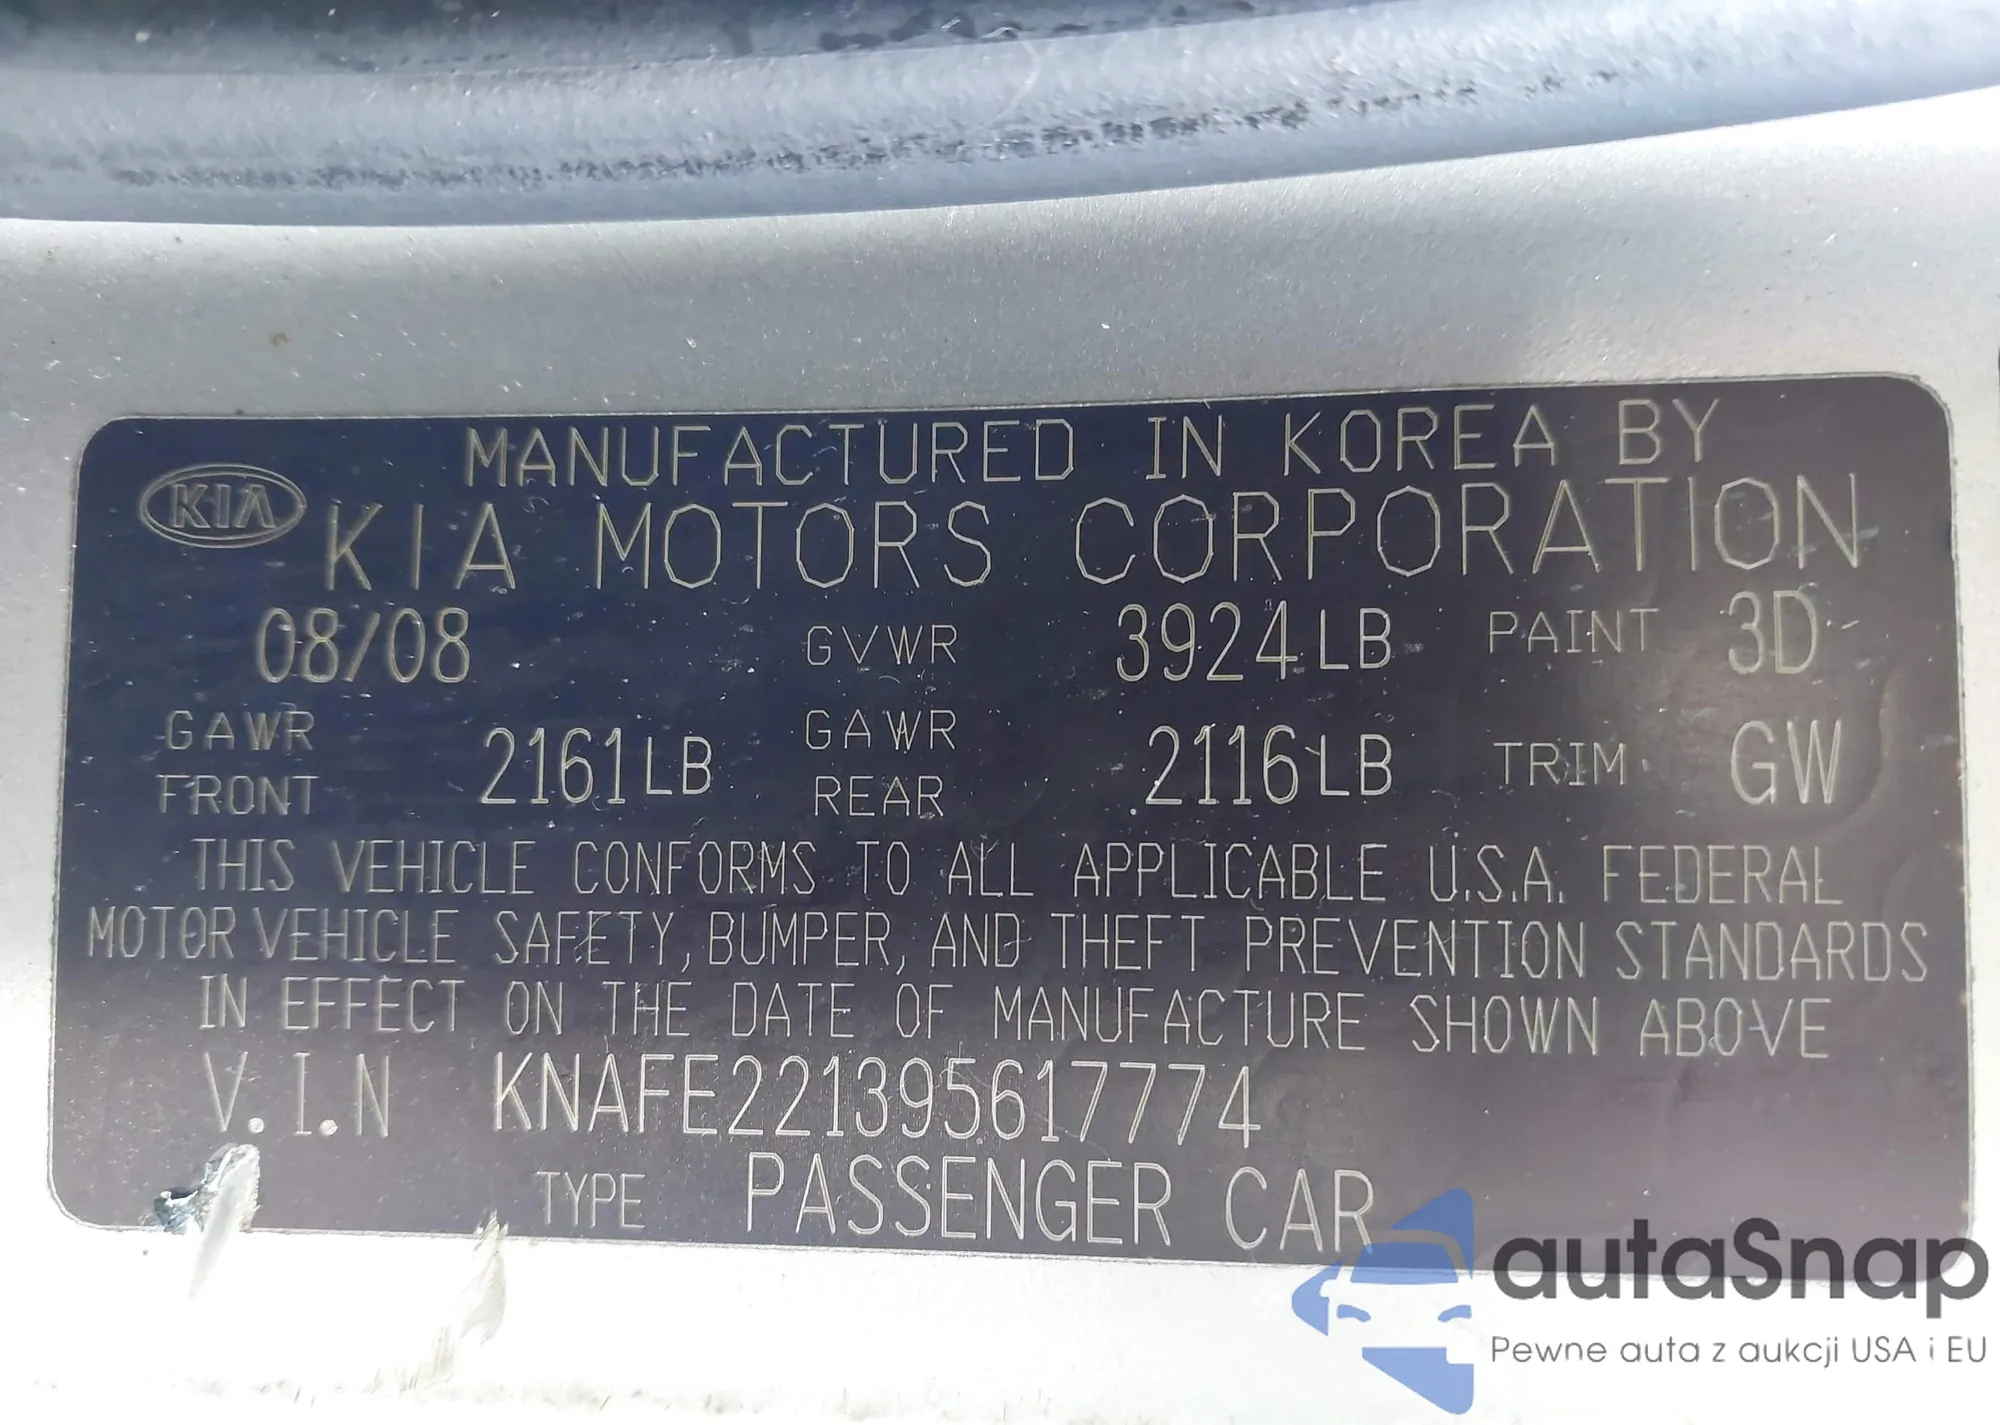 MANUFACTURED IN KOREA BY
KIA KIA MOTORS CORPORATION
08/08 GVWR 3924LB PAINT 3D
GAWR FRONT 2161LB GAWR REAR 2116LB TRIM GW
THIS VEHICLE CONFORMS TO ALL APPLICABLE U.S.A. FEDERAL
MOTOR VEHICLE SAFETY, BUMPER, AND THEFT PREVENTION STANDARDS
IN EFFECT ON THE DATE OF MANUFACTURE SHOWN ABOVE
V.I.N KNAFE221395617774
TYPE PASSENGER CAR
autaSnap
Pewne auta z aukcji USA i EU